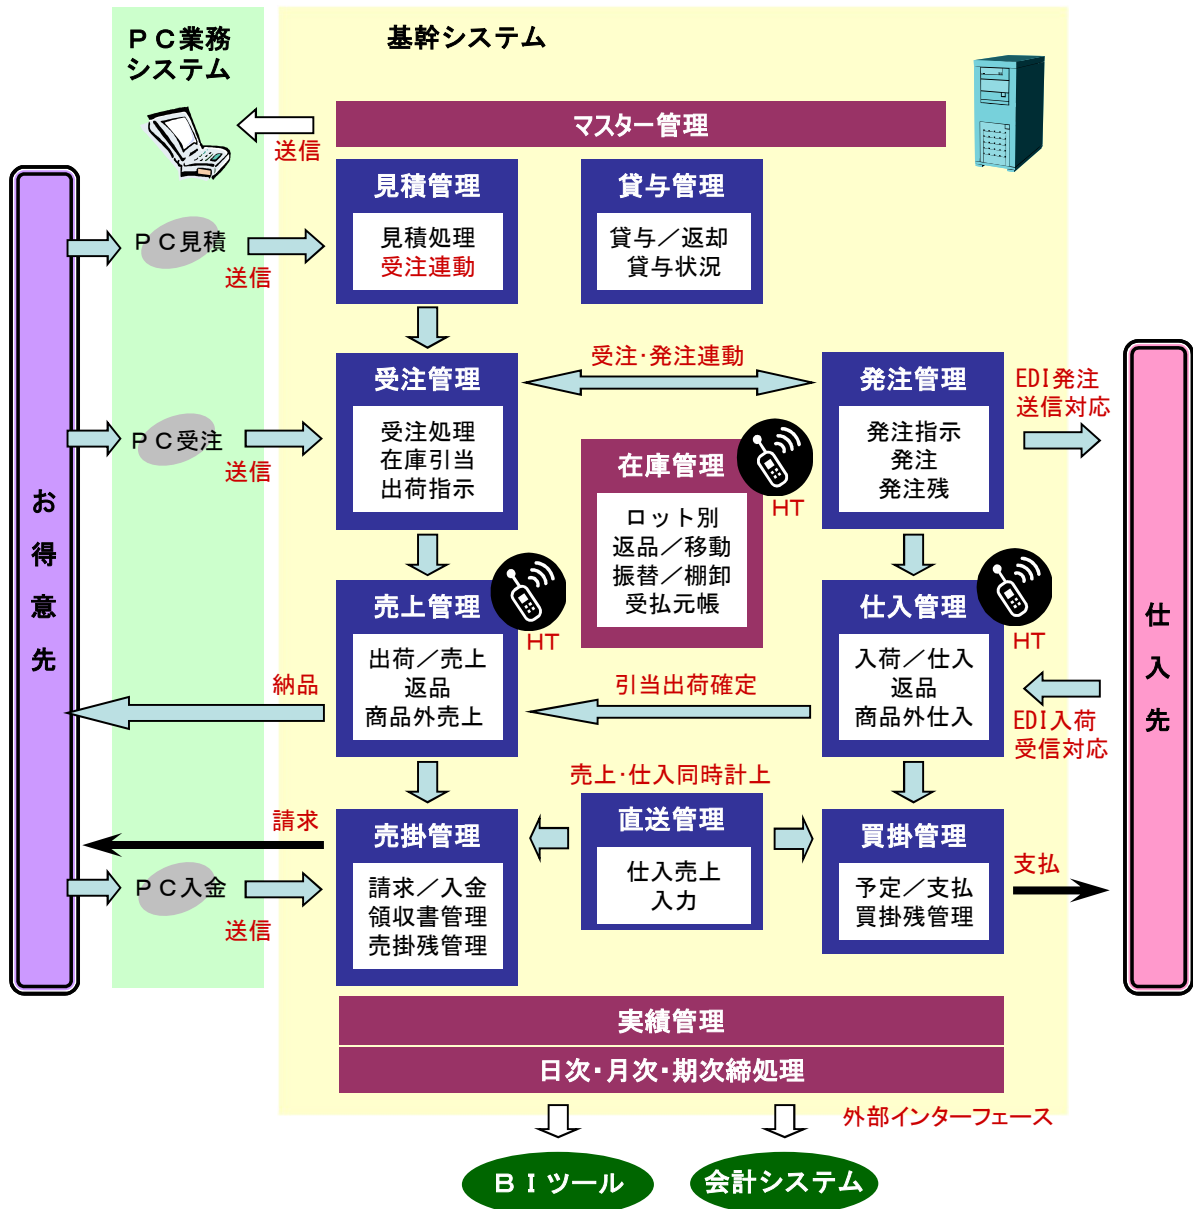 ＰＣ業務
システム
基幹システム
マスター管理
送信
見積管理
見積処理
受注連動
貸与管理
貸与／返却
貸与状況
ＰＣ見積
送信
受注管理
受注処理
在庫引当
出荷指示
受注・発注連動
発注管理
発注指示
発注
発注残
EDI発注
送信対応
ＰＣ受注
送信
在庫管理
ロット別
返品／移動
振替／棚卸
受払元帳
ＨＴ
お得意先
仕入先
売上管理
出荷／売上
返品
商品外売上
ＨＴ
仕入管理
入荷／仕入
返品
商品外仕入
ＨＴ
納品
引当出荷確定
EDI入荷
受信対応
売上・仕入同時計上
請求
売掛管理
請求／入金
領収書管理
売掛残管理
直送管理
仕入売上
入力
買掛管理
予定／支払
買掛残管理
支払
ＰＣ入金
送信
実績管理
日次・月次・期次締処理
外部インターフェース
ＢＩツール
会計システム